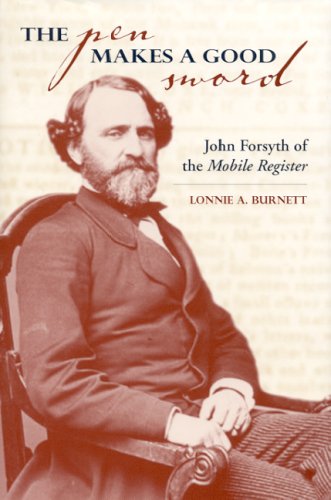 THE pen
MAKES A GOOD
sword
John Forsyth of
the Mobile Register
LONNIE A. BURNETT